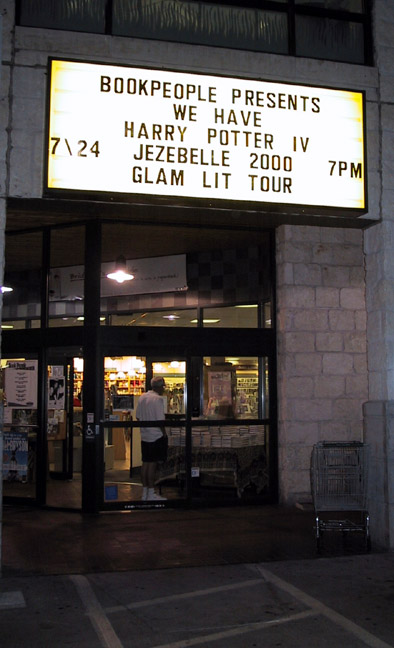 BOOKPEOPLE PRESENTS
WE HAVE
HARRY POTTER IV
7\24 JEZEBELLE 2000 7PM
GLAM LIT TOUR